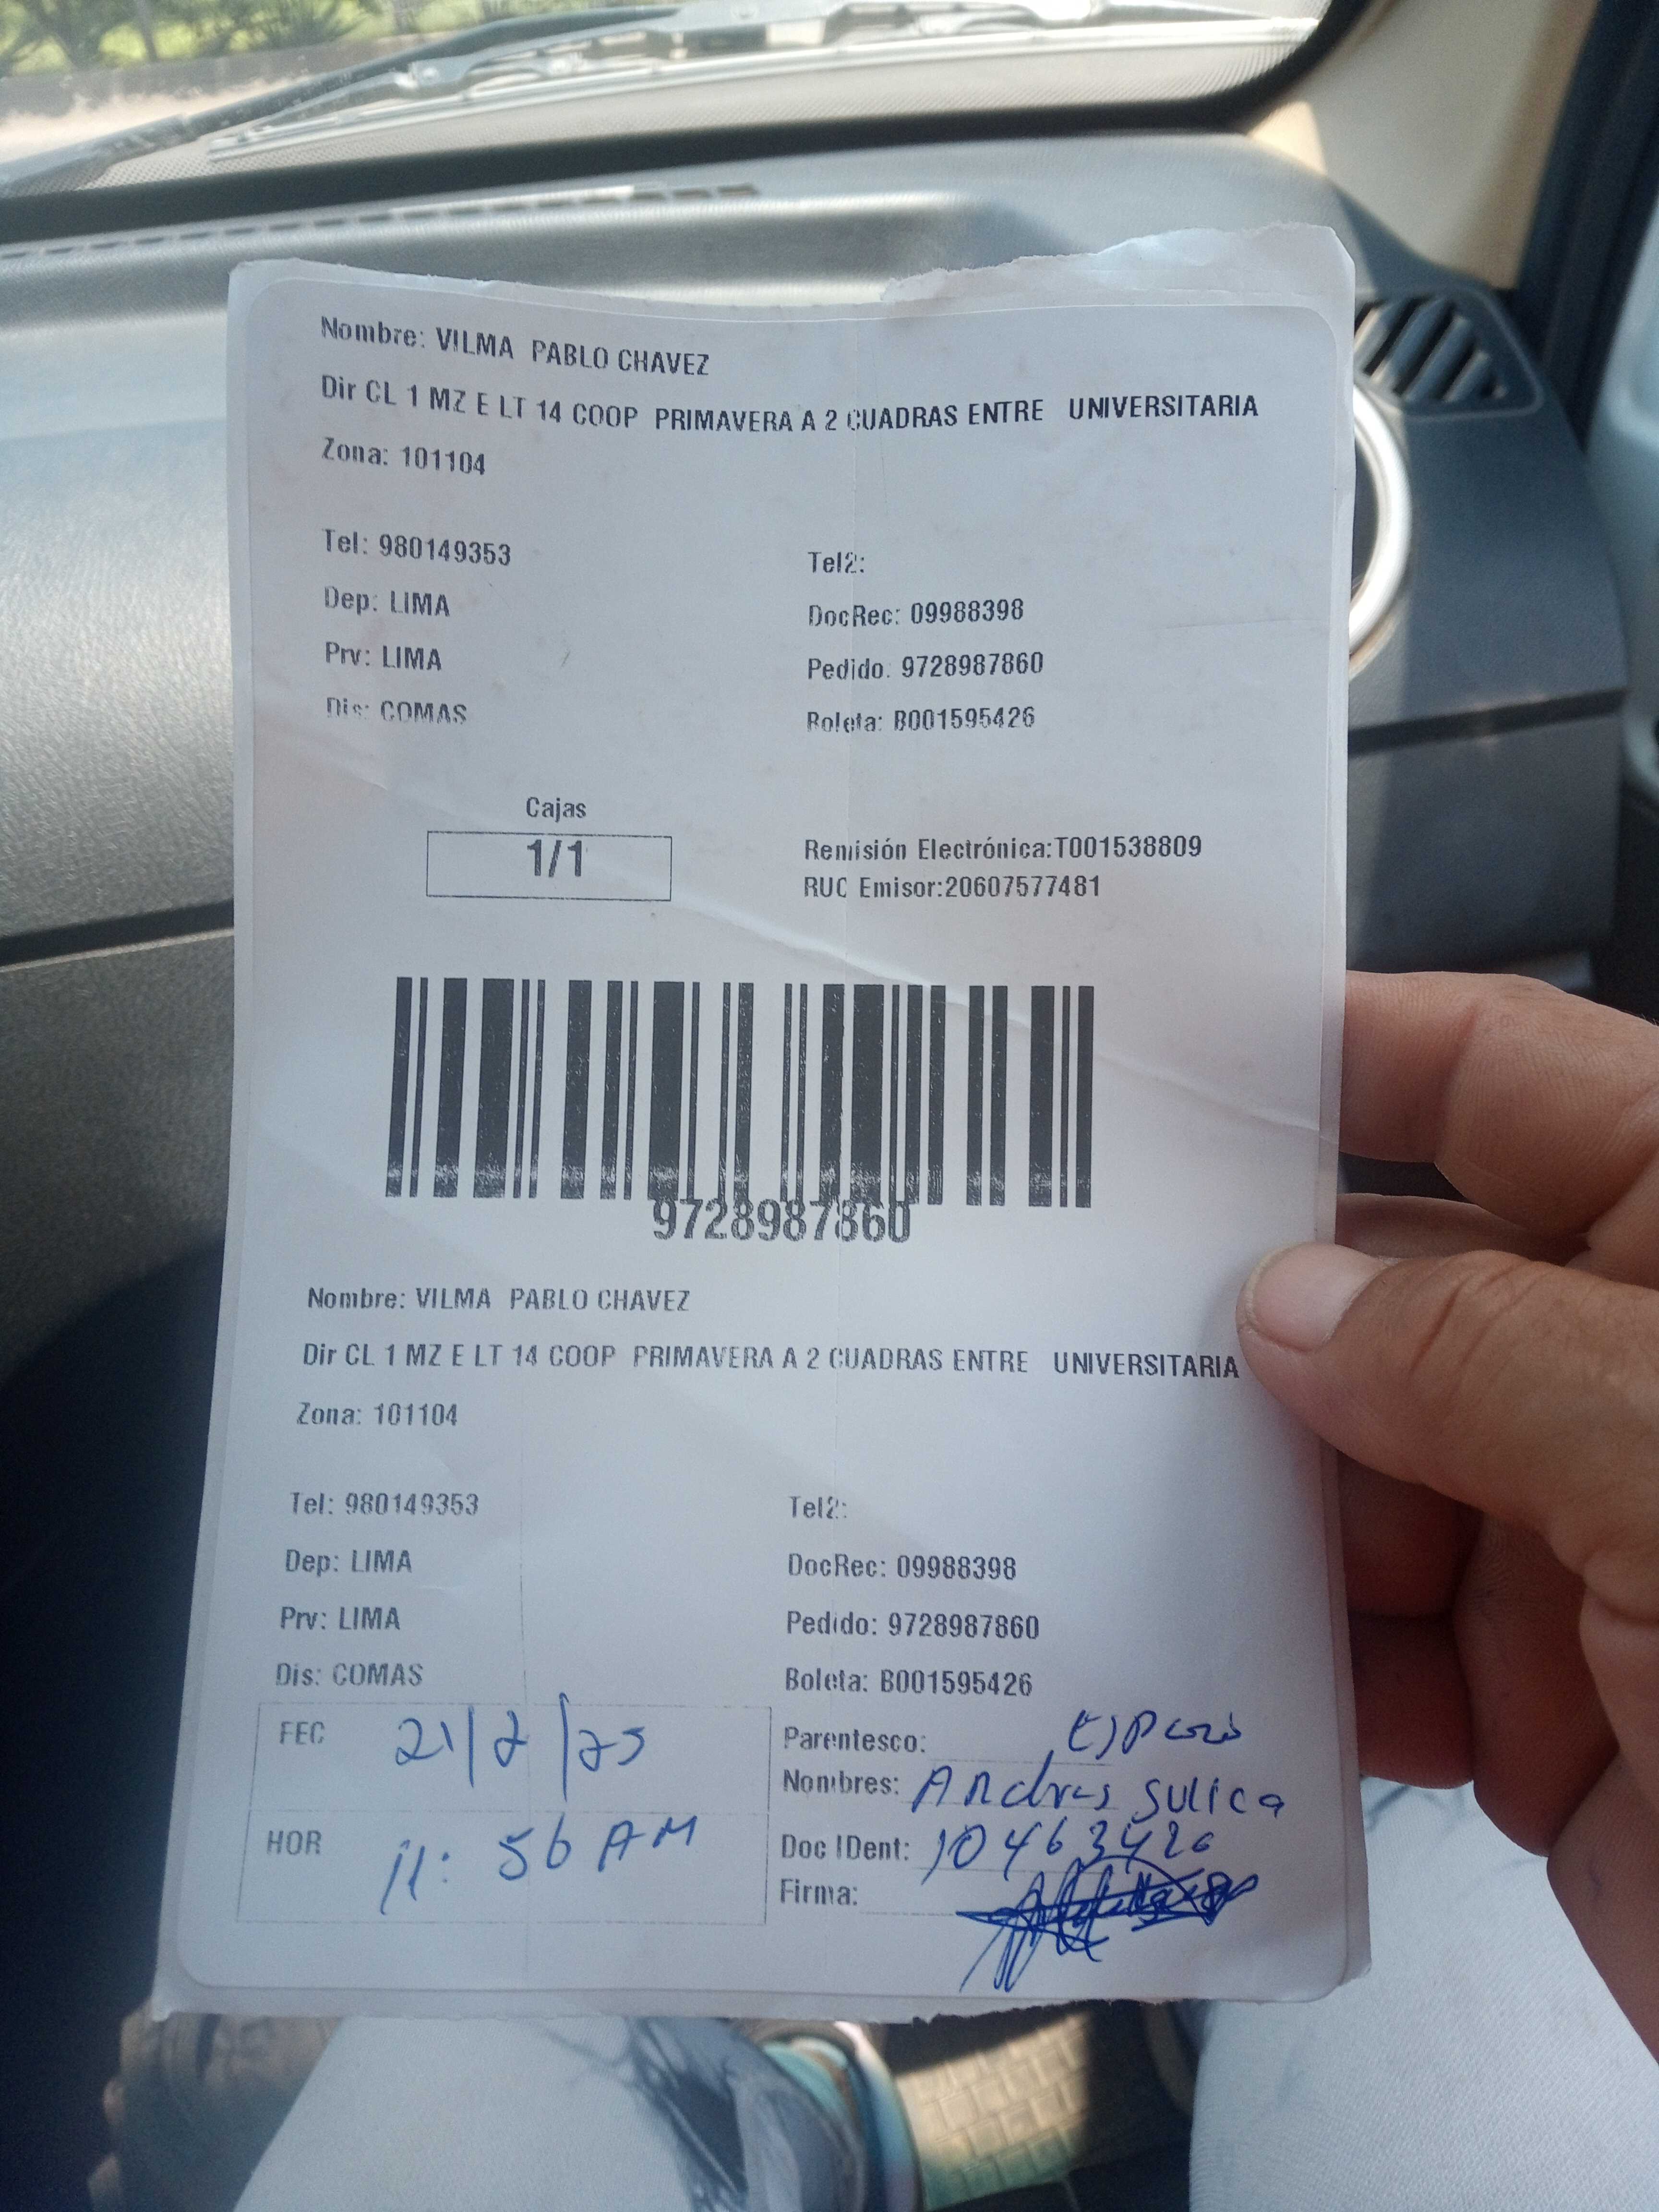 Nombre: VILMA PABLO CHAVEZ
Dir CL 1 MZ E LT 14 COOP PRIMAVERA A 2 CUADRAS ENTRE UNIVERSITARIA
Zona: 101104
Tel: 980149353 Tel2:
Dep: LIMA DocRec: 09988398
Prv: LIMA Pedido: 9728987860
Dis: COMAS Boleta: B001595426
Cajas
1/1
Remisión Electrónica:T001538809
RUC Emisor:20607577481
9728987860
Nombre: VILMA PABLO CHAVEZ
Dir CL 1 MZ E LT 14 COOP PRIMAVERA A 2 CUADRAS ENTRE UNIVERSITARIA
Zona: 101104
Tel: 980149353 Tel2:
Dep: LIMA DocRec: 09988398
Prv: LIMA Pedido: 9728987860
Dis: COMAS Boleta: B001595426
FEC 21/2/25
HOR 11:56 AM
Parentesco: Esposo
Nombres: Andres Sulica
Doc IDent: 10463426
Firma: